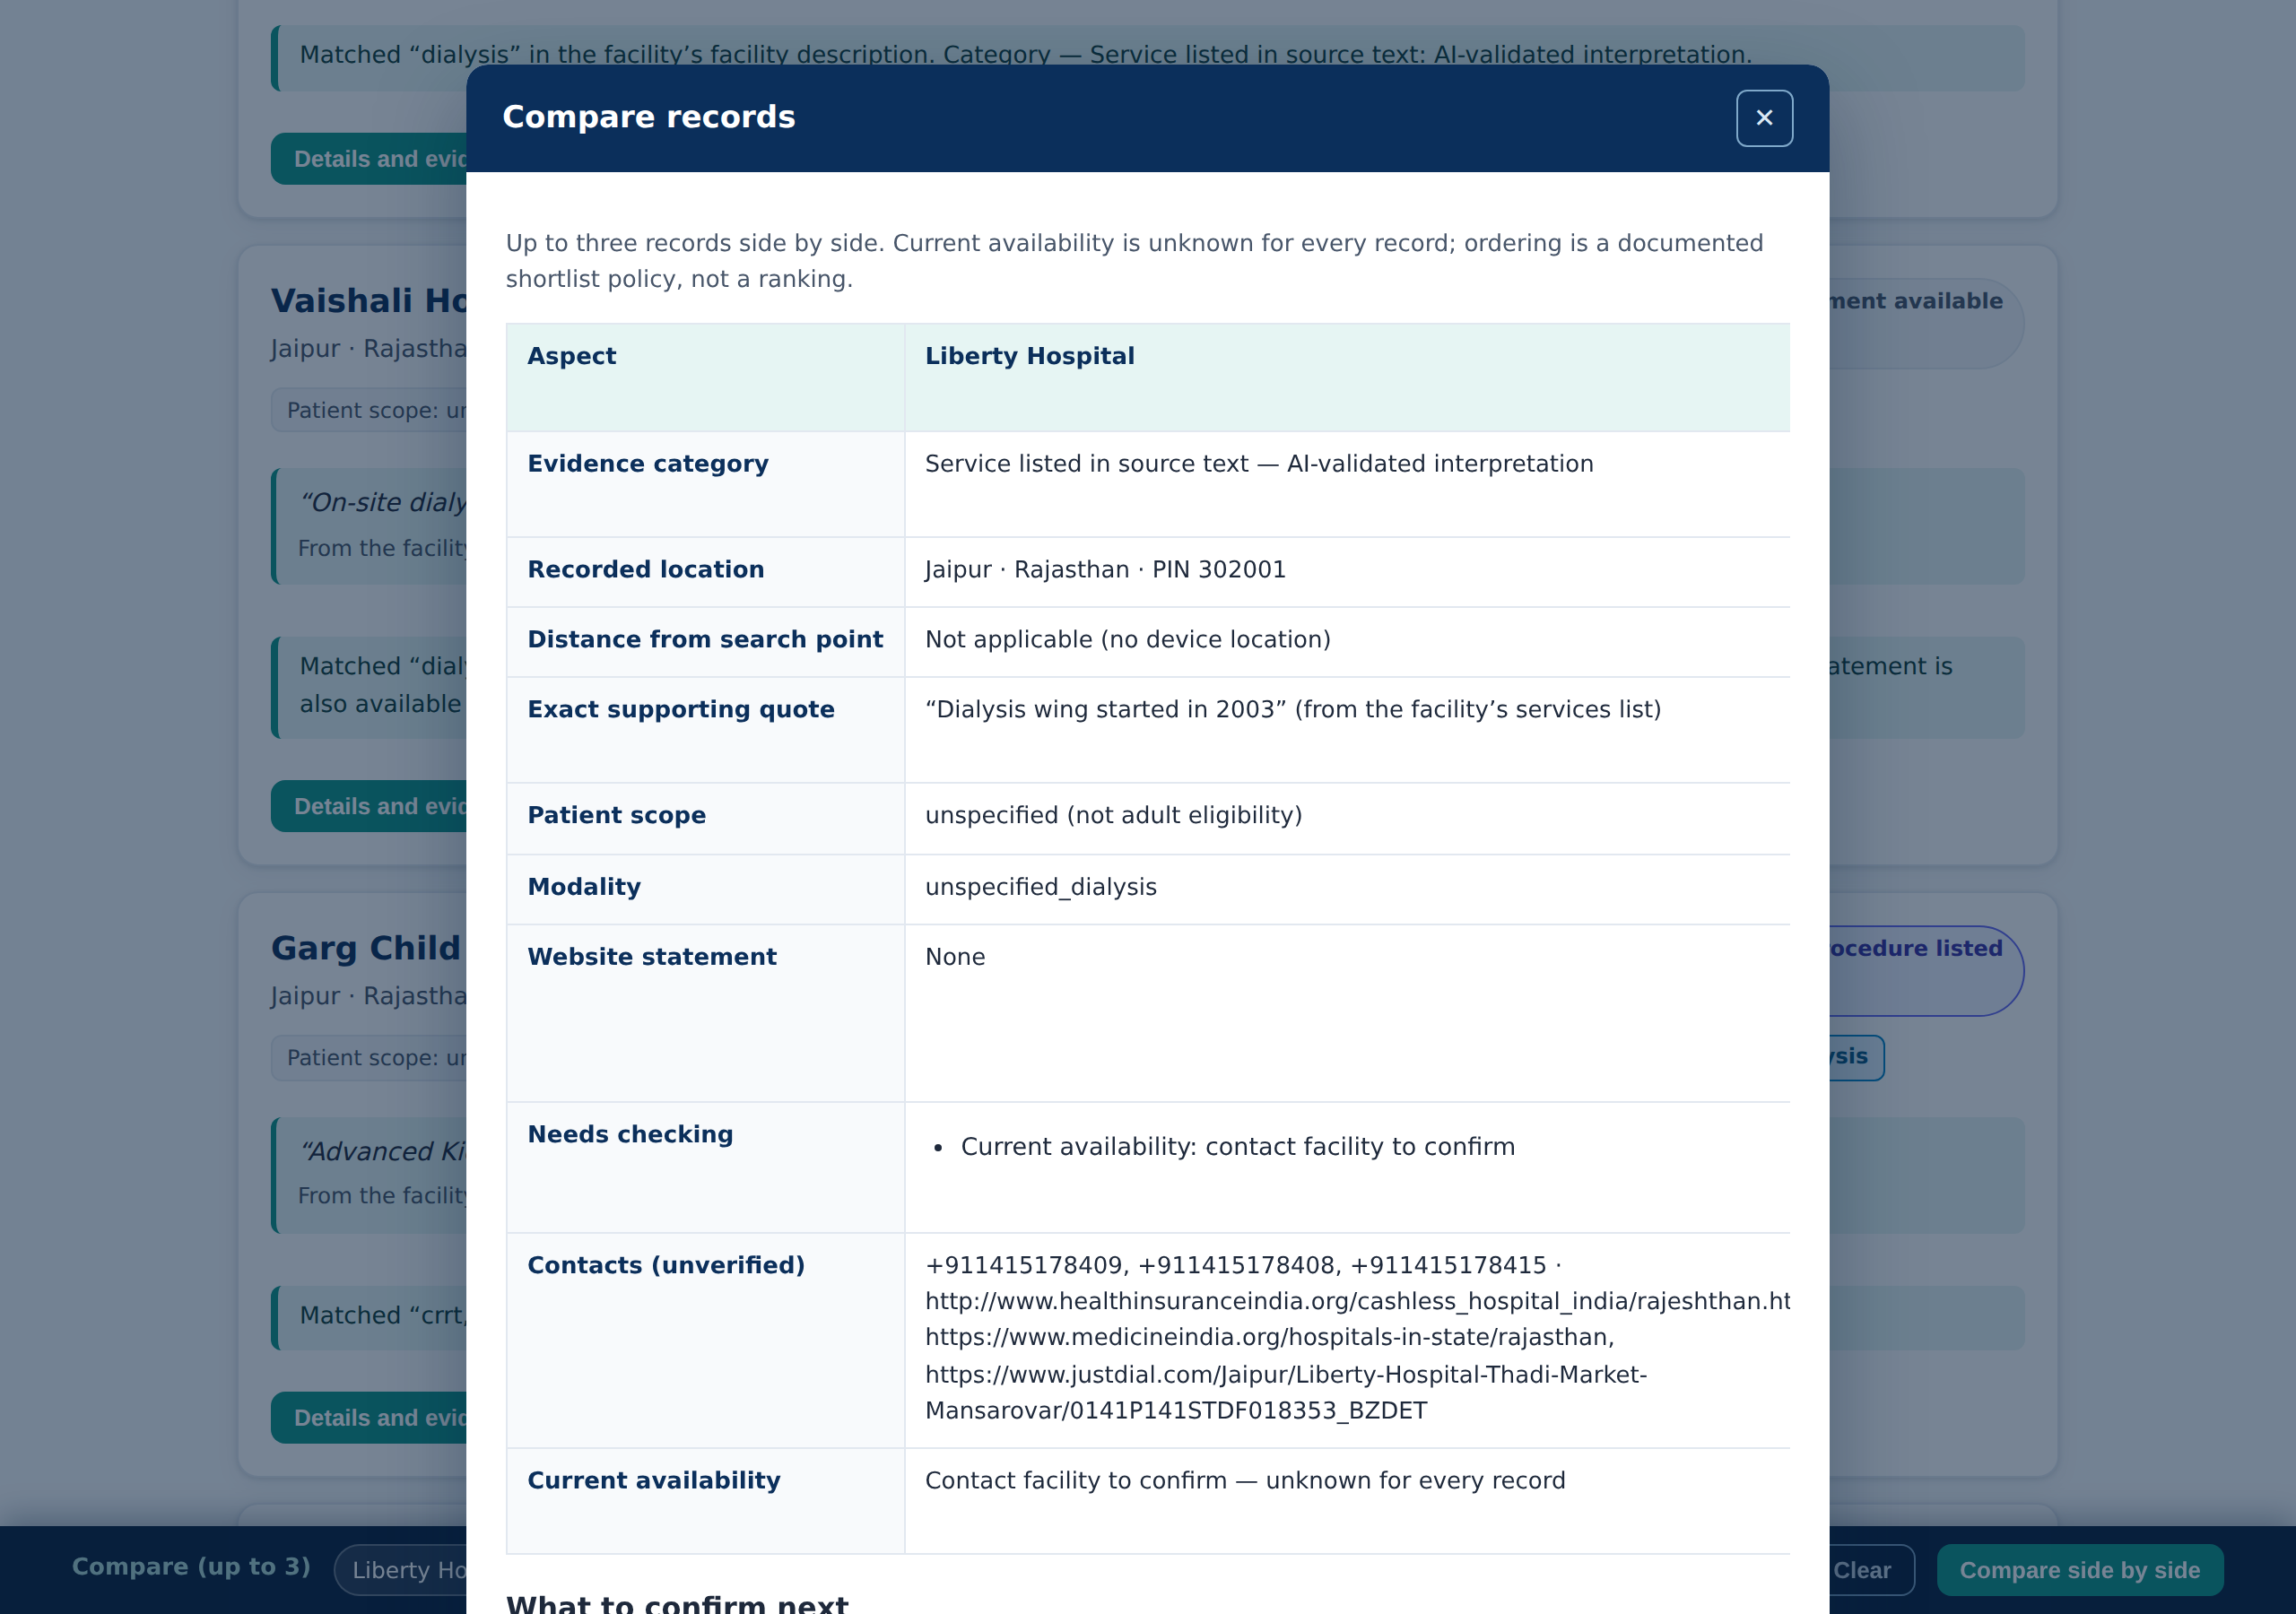 Matched “dialysis” in the facility’s facility description. Category — Service listed in source text: AI-validated interpretation.
Details and evid
Compare records
✕
Up to three records side by side. Current availability is unknown for every record; ordering is a documented
shortlist policy, not a ranking.
Vaishali Ho
Jaipur · Rajastha
ment available
Patient scope: un
“On-site dialy
From the facility
Matched “dialy
also available
atement is
Details and evid
Aspect
Liberty Hospital
Evidence category
Service listed in source text — AI-validated interpretation
Recorded location
Jaipur · Rajasthan · PIN 302001
Distance from search point
Not applicable (no device location)
Exact supporting quote
“Dialysis wing started in 2003” (from the facility’s services list)
Patient scope
unspecified (not adult eligibility)
Modality
unspecified_dialysis
Website statement
None
Needs checking
• Current availability: contact facility to confirm
Contacts (unverified)
+911415178409, +911415178408, +911415178415 ·
http://www.healthinsuranceindia.org/cashless_hospital_india/rajeshthan.ht
https://www.medicineindia.org/hospitals-in-state/rajasthan,
https://www.justdial.com/Jaipur/Liberty-Hospital-Thadi-Market-
Mansarovar/0141P141STDF018353_BZDET
Current availability
Contact facility to confirm — unknown for every record
What to confirm next
Garg Child
Jaipur · Rajastha
ocedure listed
Patient scope: un
ysis
“Advanced Ki
From the facility
Matched “crrt,
Details and evid
Compare (up to 3)
Liberty Ho
Clear
Compare side by side